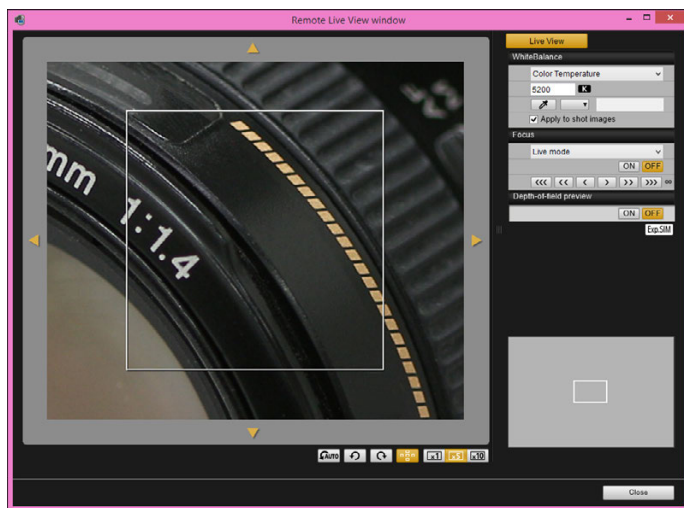 Remote Live View window
Live View
WhiteBalance
Color Temperature
5200 K
Apply to shot images
Focus
Live mode
ON OFF
Depth-of-field preview
ON OFF
Exp.SIM
mm 1:1.4
AUTO
x1
x10
Close